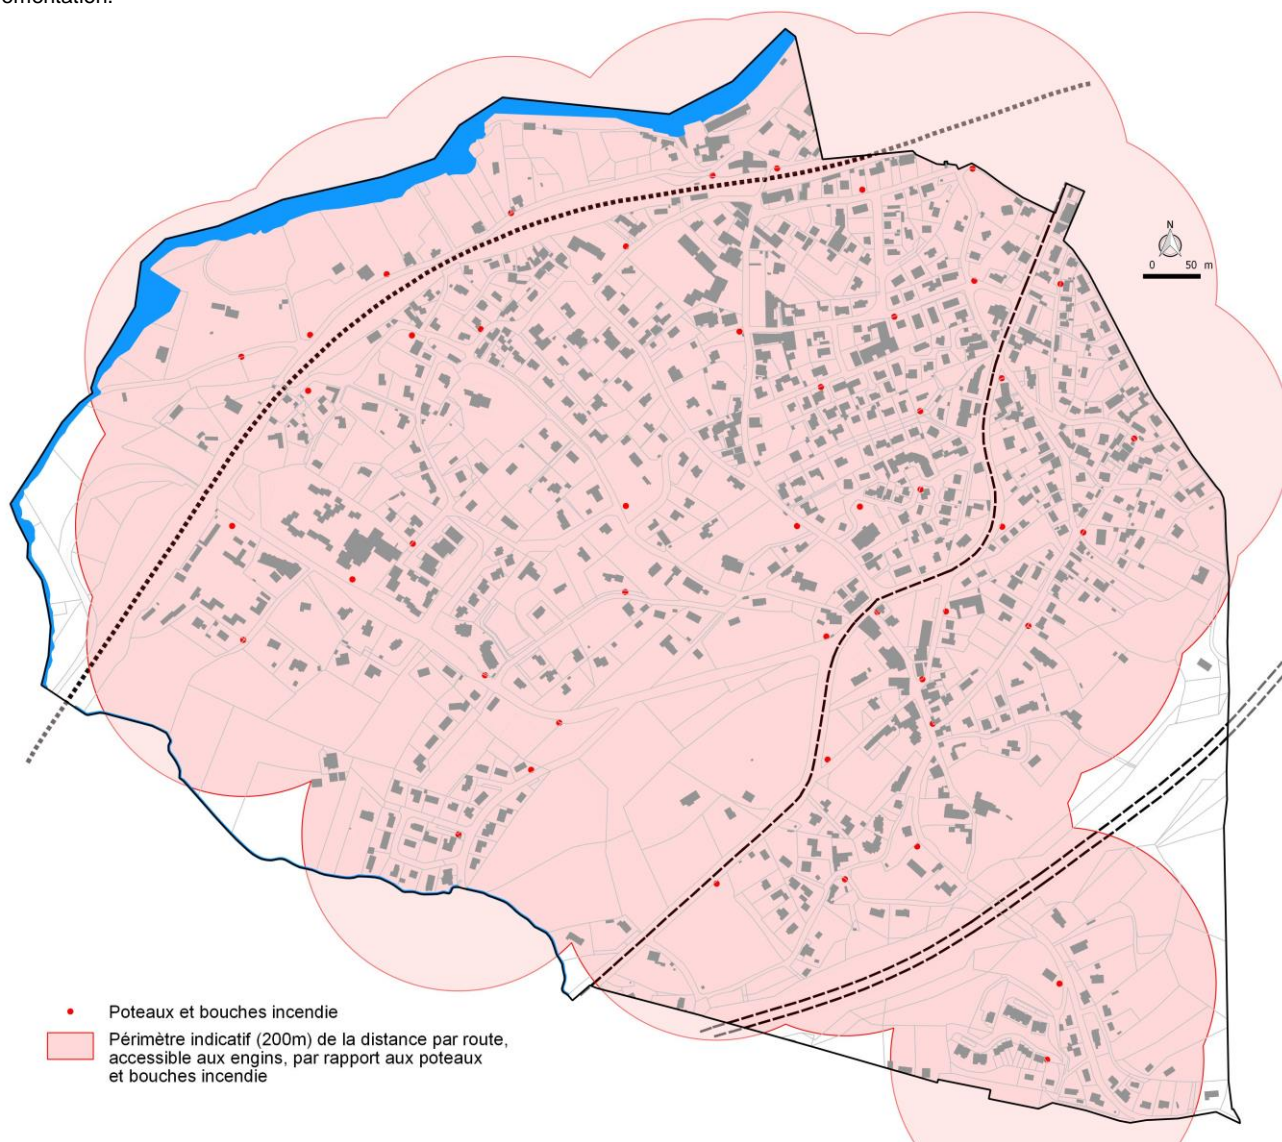 ementation.
N
0 50 m
Poteaux et bouches incendie
Périmètre indicatif (200m) de la distance par route,
accessible aux engins, par rapport aux poteaux
et bouches incendie